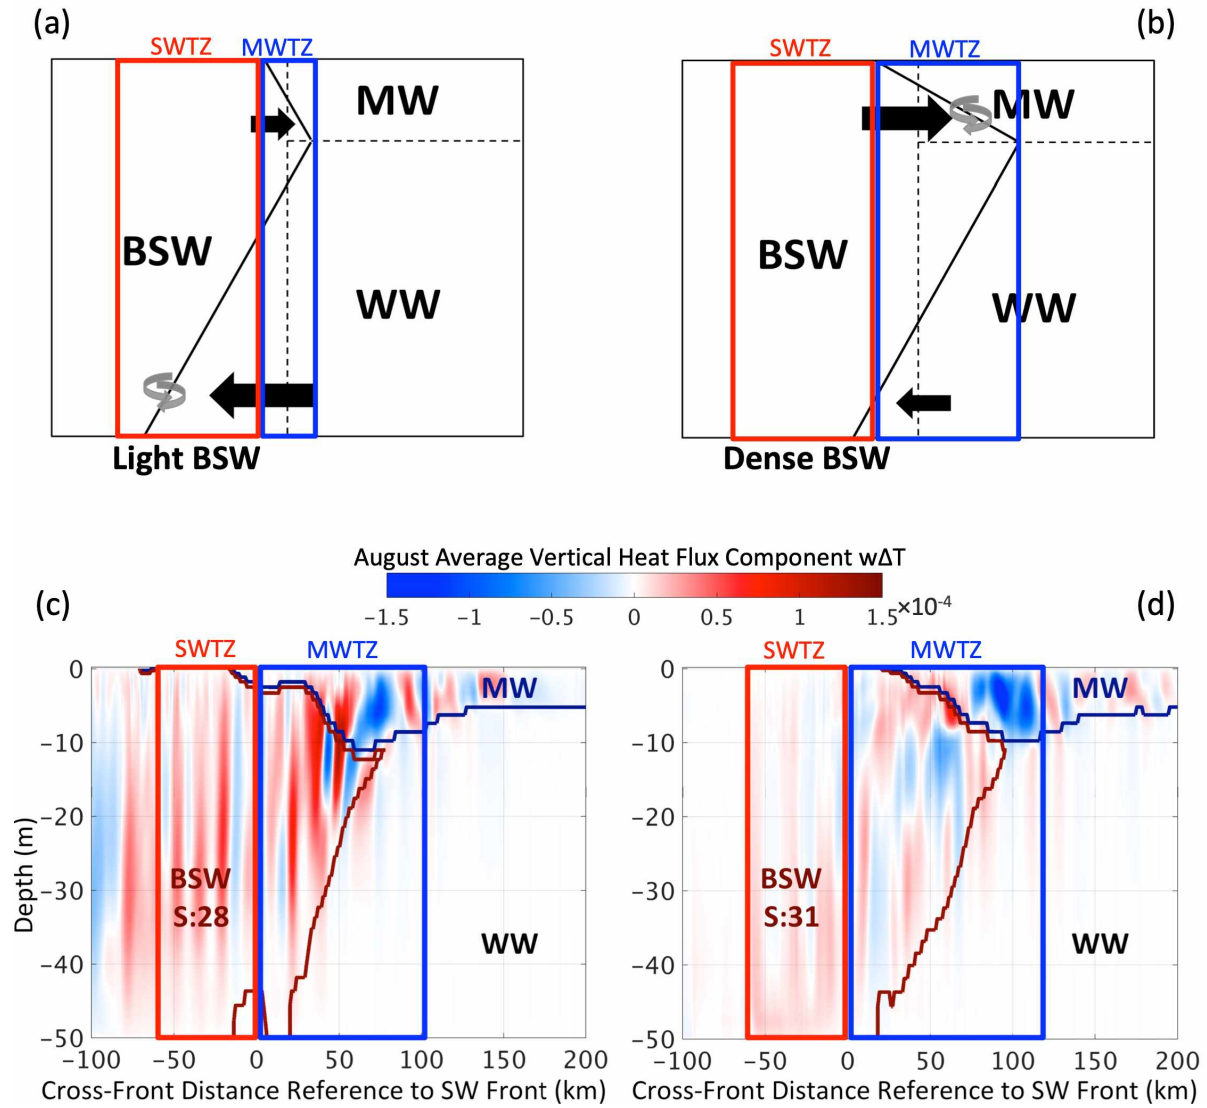 (a)
(b)
SWTZ MWTZ
SWTZ MWTZ
MW
MW
BSW
BSW
WW
WW
Light BSW
Dense BSW
August Average Vertical Heat Flux Component wΔT
−1.5 −1 −0.5 0 0.5 1 1.5 ×10⁻⁴
(c)
(d)
SWTZ MWTZ
SWTZ MWTZ
0
−10
−20
−30
−40
−50
0
−10
−20
−30
−40
−50
Depth (m)
MW
MW
BSW
S:28
BSW
S:31
WW
WW
−100 −50 0 50 100 150 200
−100 −50 0 50 100 150 200
Cross-Front Distance Reference to SW Front (km)
Cross-Front Distance Reference to SW Front (km)